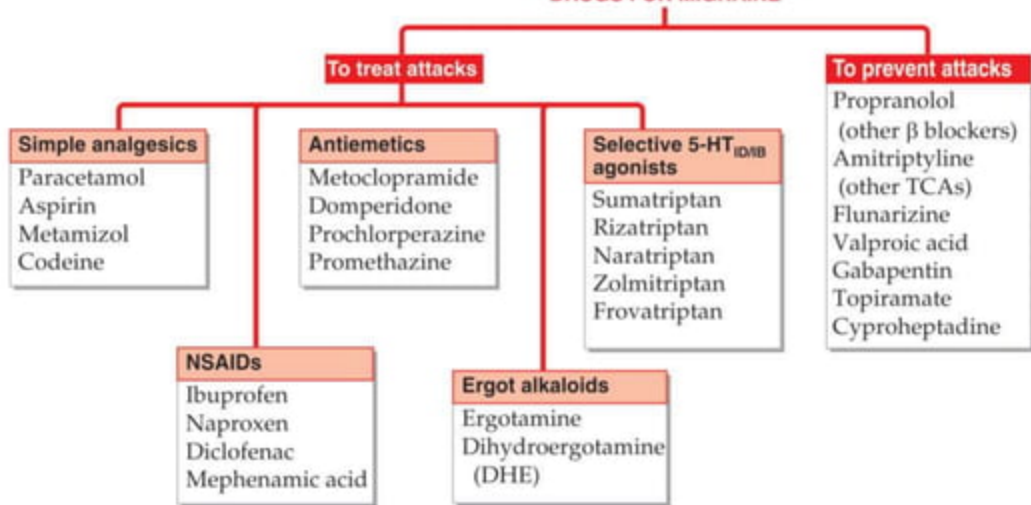 To treat attacks
To prevent attacks
Propranolol
(other β blockers)
Amitriptyline
(other TCAs)
Flunarizine
Valproic acid
Gabapentin
Topiramate
Cyproheptadine
Simple analgesics
Paracetamol
Aspirin
Metamizol
Codeine
Antiemetics
Metoclopramide
Domperidone
Prochlorperazine
Promethazine
Selective 5-HT1D/1B
agonists
Sumatriptan
Rizatriptan
Naratriptan
Zolmitriptan
Frovatriptan
NSAIDs
Ibuprofen
Naproxen
Diclofenac
Mephenamic acid
Ergot alkaloids
Ergotamine
Dihydroergotamine
(DHE)